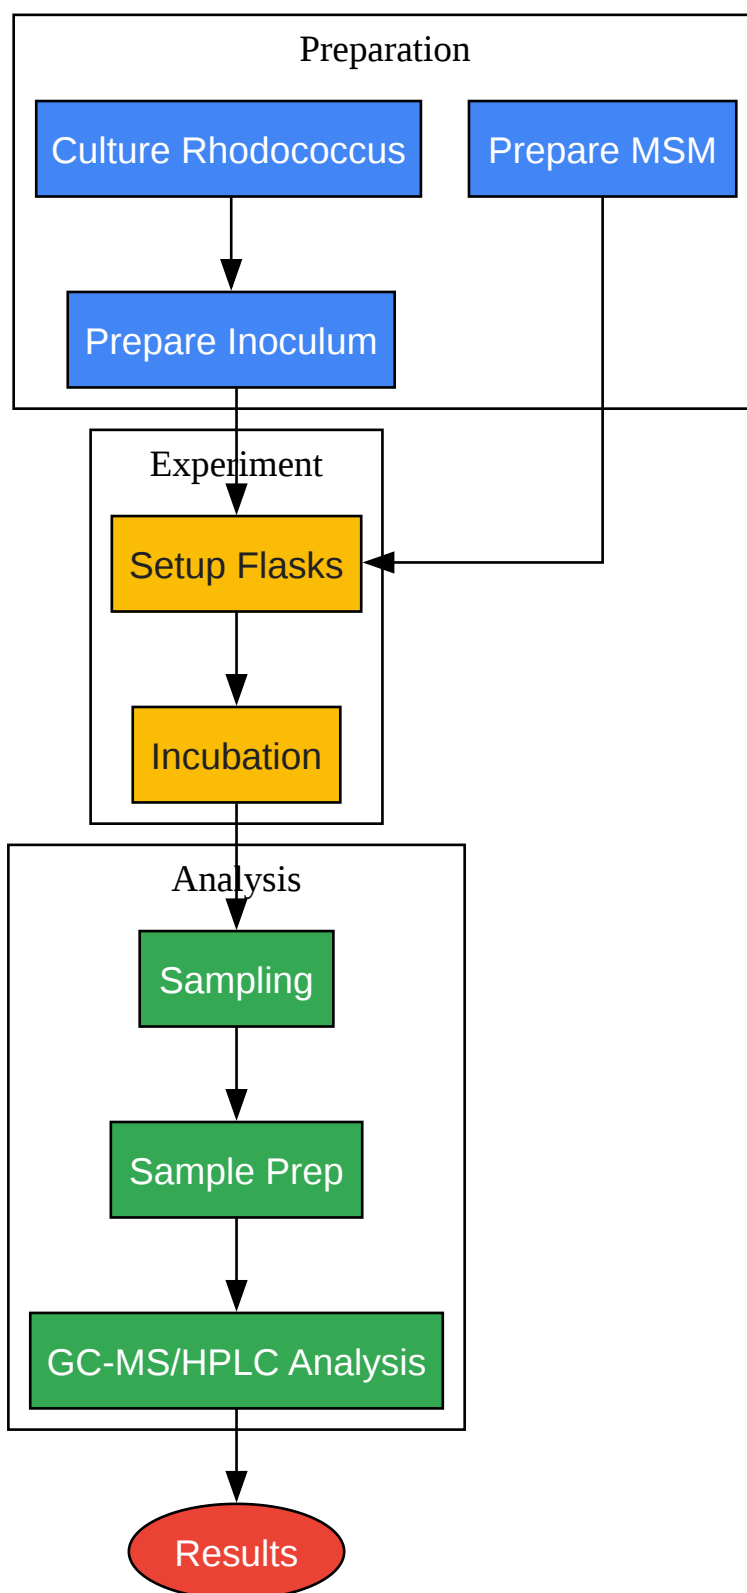 Preparation
Culture Rhodococcus
Prepare MSM
Prepare Inoculum
Experiment
Setup Flasks
Incubation
Analysis
Sampling
Sample Prep
GC-MS/HPLC Analysis
Results